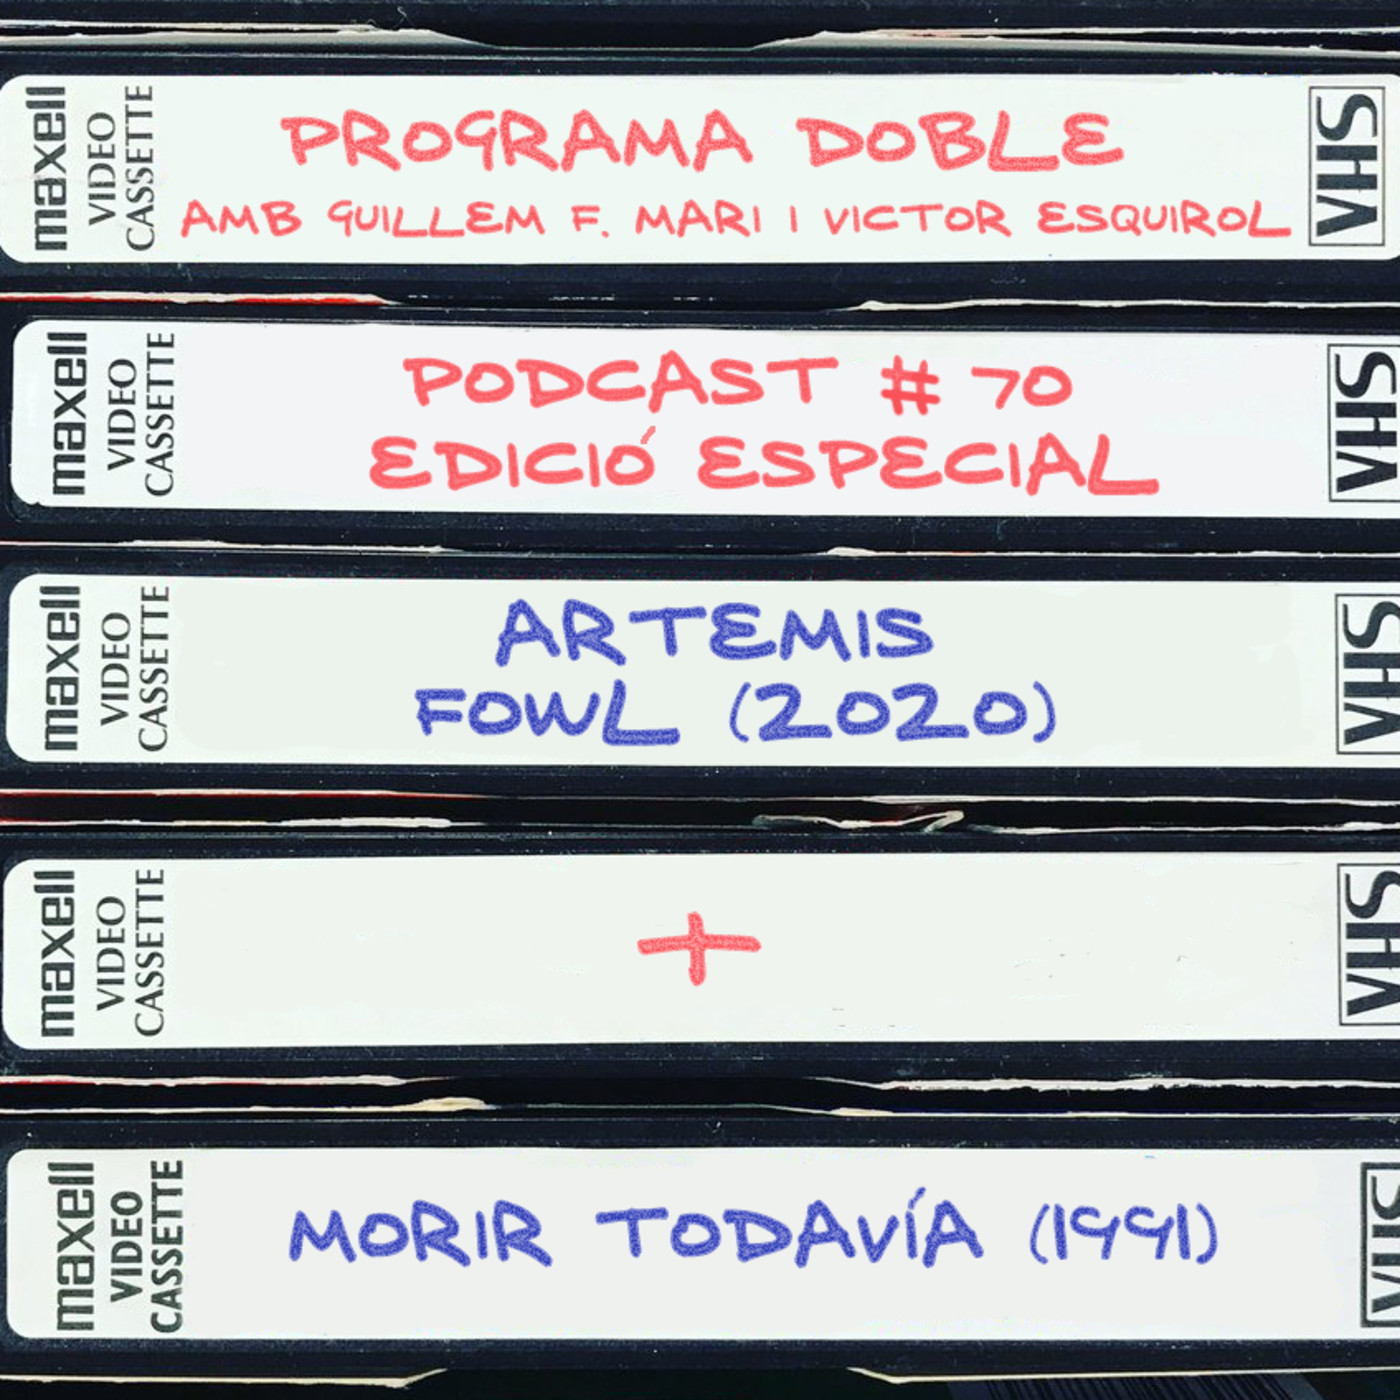 maxell
VIDEO
CASSETTE
PROGRAMA DOBLE
AMB GUILLEM F. MARI I VICTOR ESQUIROL
VHS
maxell
VIDEO
CASSETTE
PODCAST # 70
EDICIÓ ESPECIAL
VHS
maxell
VIDEO
CASSETTE
ARTEMIS
FOWL (2020)
VHS
maxell
VIDEO
CASSETTE
+
VHS
maxell
VIDEO
CASSETTE
MORIR TODAVÍA (1991)
VHS